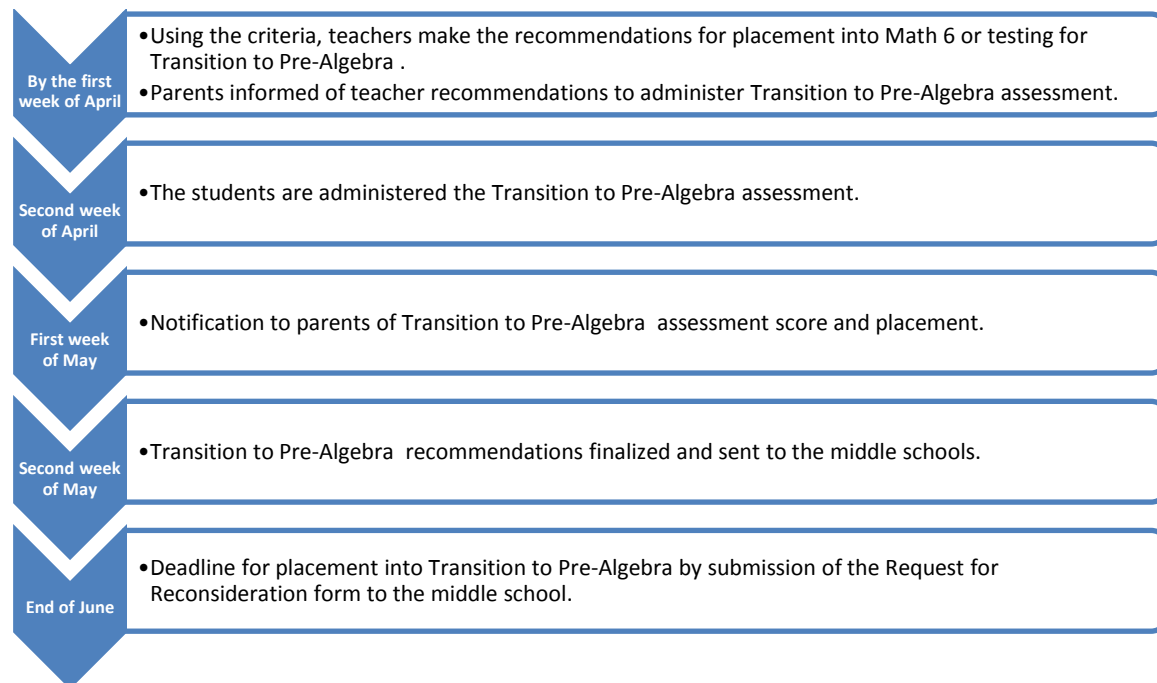 By the first
week of April
•Using the criteria, teachers make the recommendations for placement into Math 6 or testing for
Transition to Pre-Algebra .
•Parents informed of teacher recommendations to administer Transition to Pre-Algebra assessment.
Second week
of April
•The students are administered the Transition to Pre-Algebra assessment.
First week
of May
•Notification to parents of Transition to Pre-Algebra  assessment score and placement.
Second week
of May
•Transition to Pre-Algebra  recommendations finalized and sent to the middle schools.
End of June
•Deadline for placement into Transition to Pre-Algebra by submission of the Request for
Reconsideration form to the middle school.